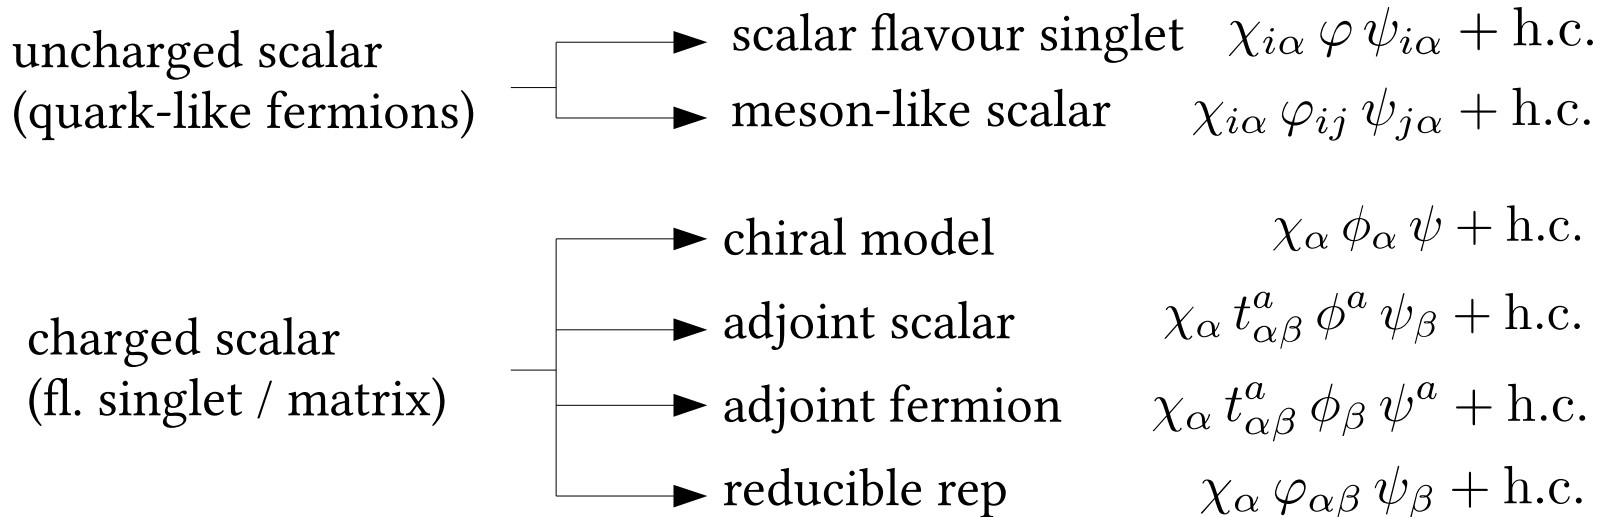 uncharged scalar
(quark-like fermions)
scalar flavour singlet χ_{iα} φ ψ_{iα} + h.c.
meson-like scalar χ_{iα} φ_{ij} ψ_{jα} + h.c.
charged scalar
(fl. singlet / matrix)
chiral model χ_α ϕ_α ψ + h.c.
adjoint scalar χ_α t^a_{αβ} ϕ^a ψ_β + h.c.
adjoint fermion χ_α t^a_{αβ} ϕ_β ψ^a + h.c.
reducible rep χ_α φ_{αβ} ψ_β + h.c.